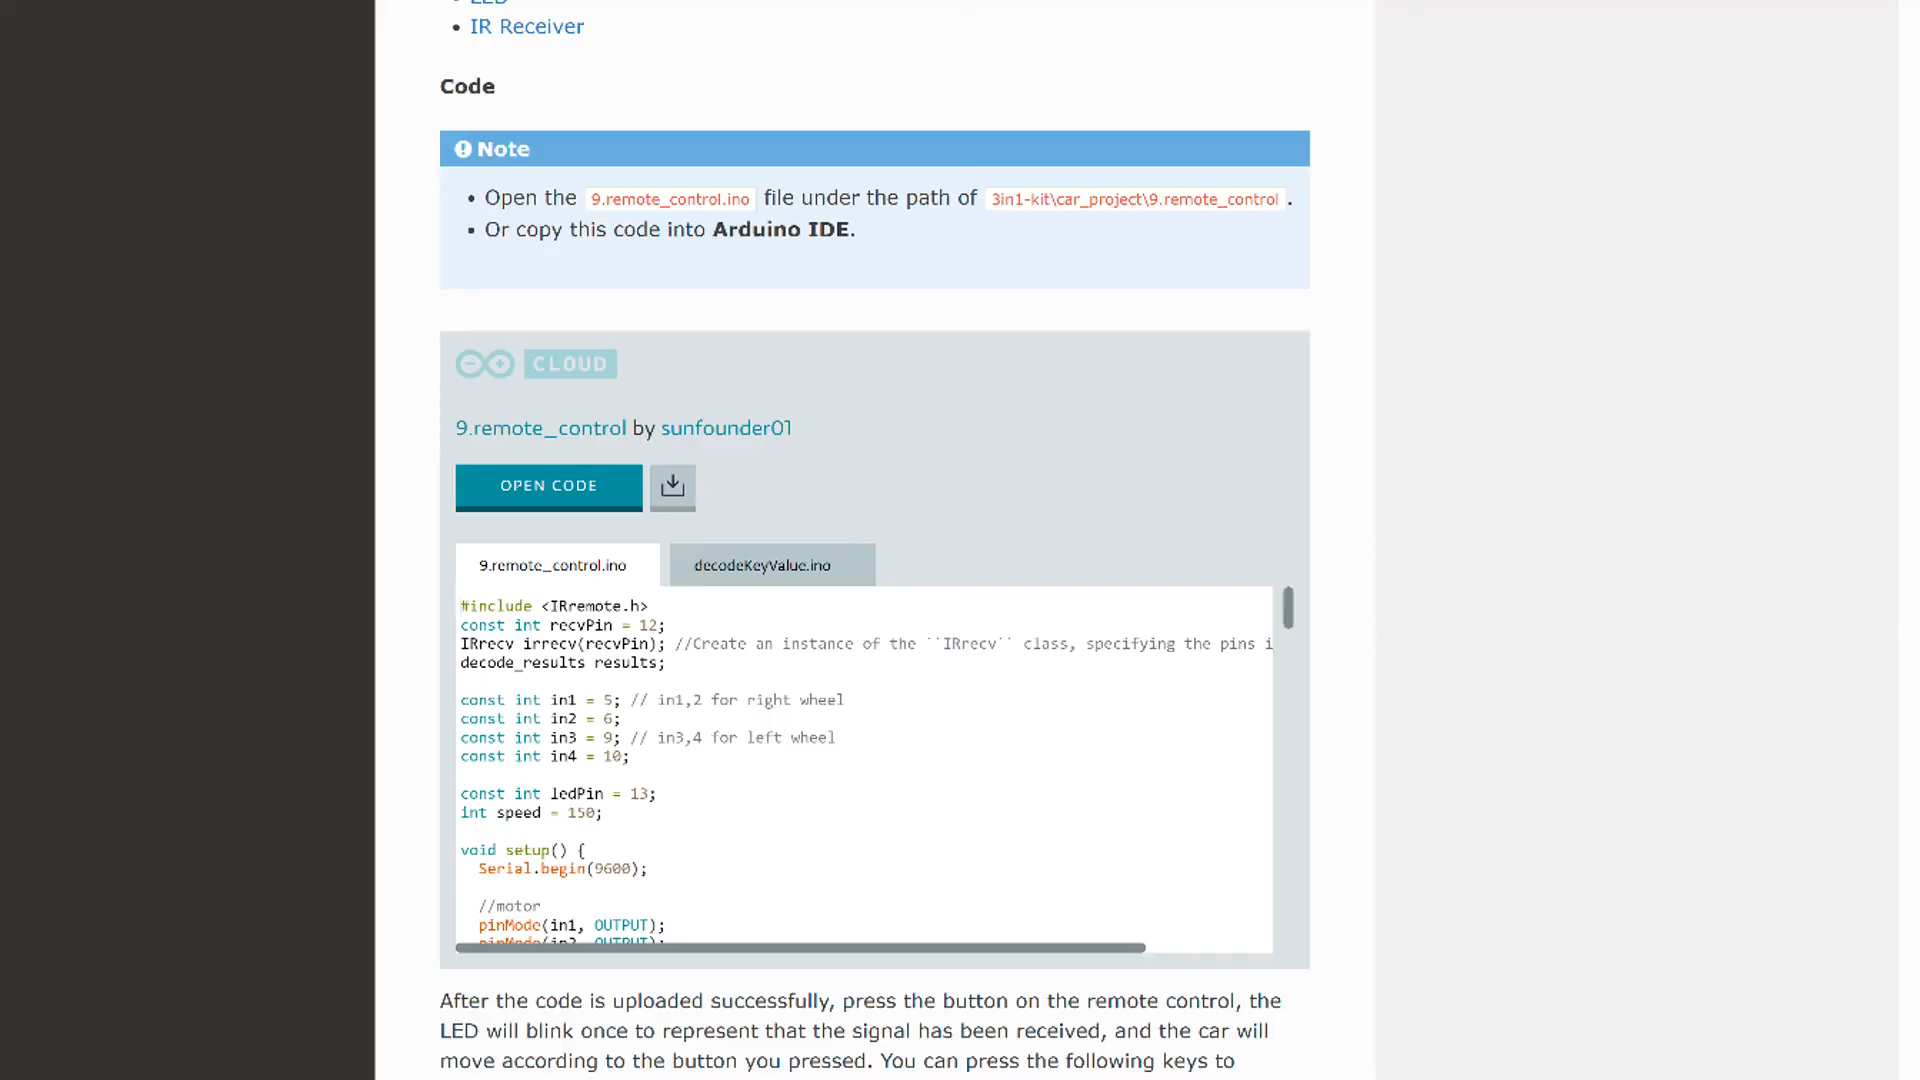 IR Receiver
Code
Note
Open the 9.remote_control.ino file under the path of 3in1-kit\car_project\9.remote_control .
Or copy this code into Arduino IDE.
CLOUD
9.remote_control by sunfounder01
OPEN CODE
9.remote_control.ino decodeKeyValue.ino
#include <IRremote.h>
const int recvPin = 12;
IRrecv irrecv(recvPin); //Create an instance of the ``IRrecv`` class, specifying the pins i
decode_results results;
const int in1 = 5; // in1,2 for right wheel
const int in2 = 6;
const int in3 = 9; // in3,4 for left wheel
const int in4 = 10;
const int ledPin = 13;
int speed = 150;
void setup() {
Serial.begin(9600);
//motor
pinMode(in1, OUTPUT);
pinMode(in2, OUTPUT);
After the code is uploaded successfully, press the button on the remote control, the
LED will blink once to represent that the signal has been received, and the car will
move according to the button you pressed. You can press the following keys to